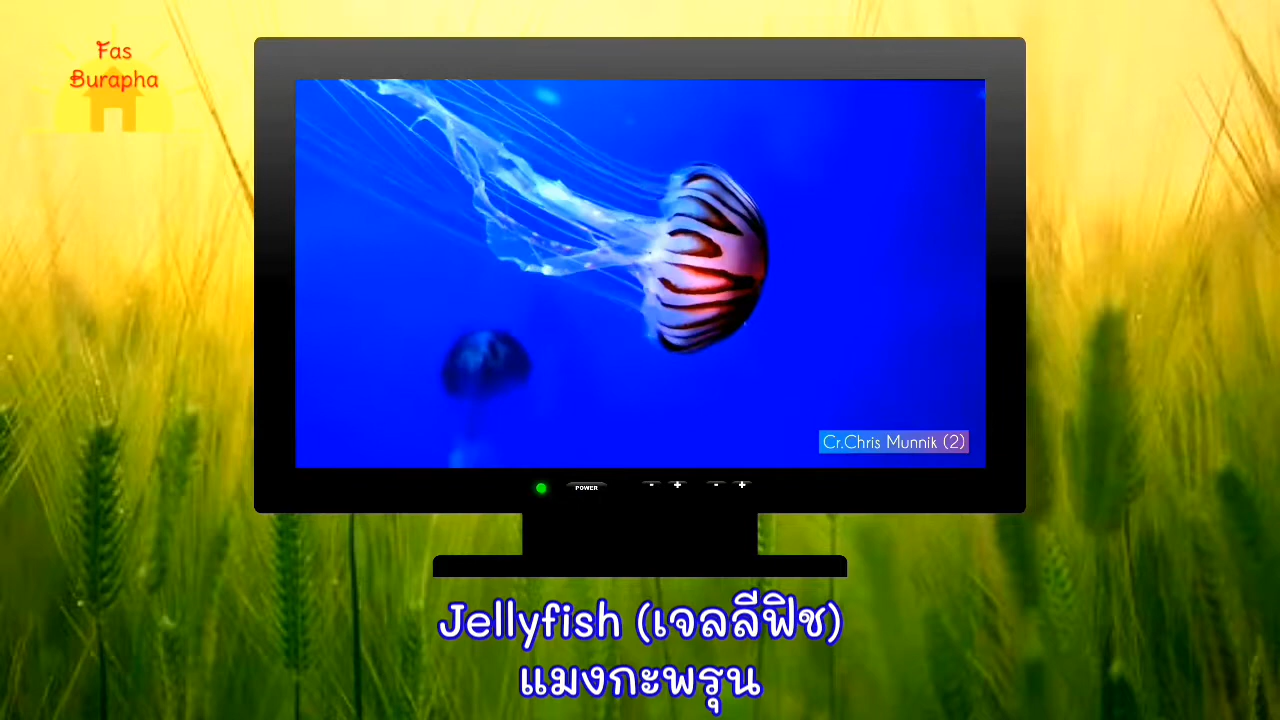 Fas
Burapha
Cr.Chris Munnik (2)
POWER
- + - +
Jellyfish (เจลลีฟิช)
แมงกะพรุน